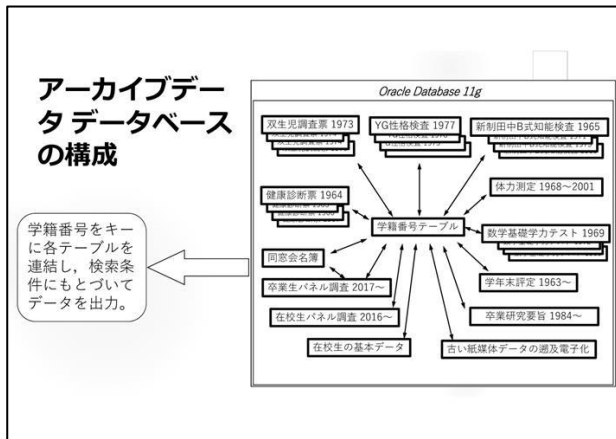 アーカイブデー
タ データベース
の構成
Oracle Database 11g
双生児調査票 1973
YG性格検査 1977
新制田中B式知能検査 1965
健康診断票 1964
体力測定 1968～2001
学籍番号テーブル
数学基礎学力テスト 1969
同窓会名簿
卒業生パネル調査 2017～
学年末評定 1963～
在校生パネル調査 2016～
卒業研究要旨 1984～
在校生の基本データ
古い紙媒体データの遡及電子化
学籍番号をキー
に各テーブルを
連結し，検索条
件にもとづいて
データを出力。